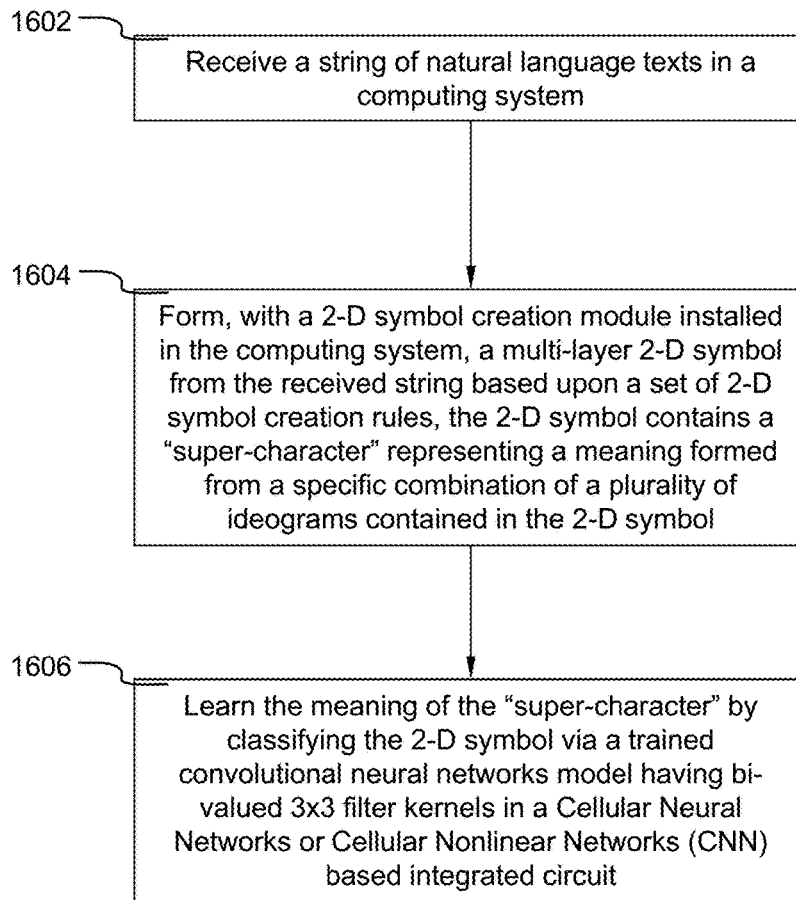 1602
Receive a string of natural language texts in a
computing system
1604
Form, with a 2-D symbol creation module installed
in the computing system, a multi-layer 2-D symbol
from the received string based upon a set of 2-D
symbol creation rules, the 2-D symbol contains a
“super-character” representing a meaning formed
from a specific combination of a plurality of
ideograms contained in the 2-D symbol
1606
Learn the meaning of the “super-character” by
classifying the 2-D symbol via a trained
convolutional neural networks model having bi-
valued 3x3 filter kernels in a Cellular Neural
Networks or Cellular Nonlinear Networks (CNN)
based integrated circuit